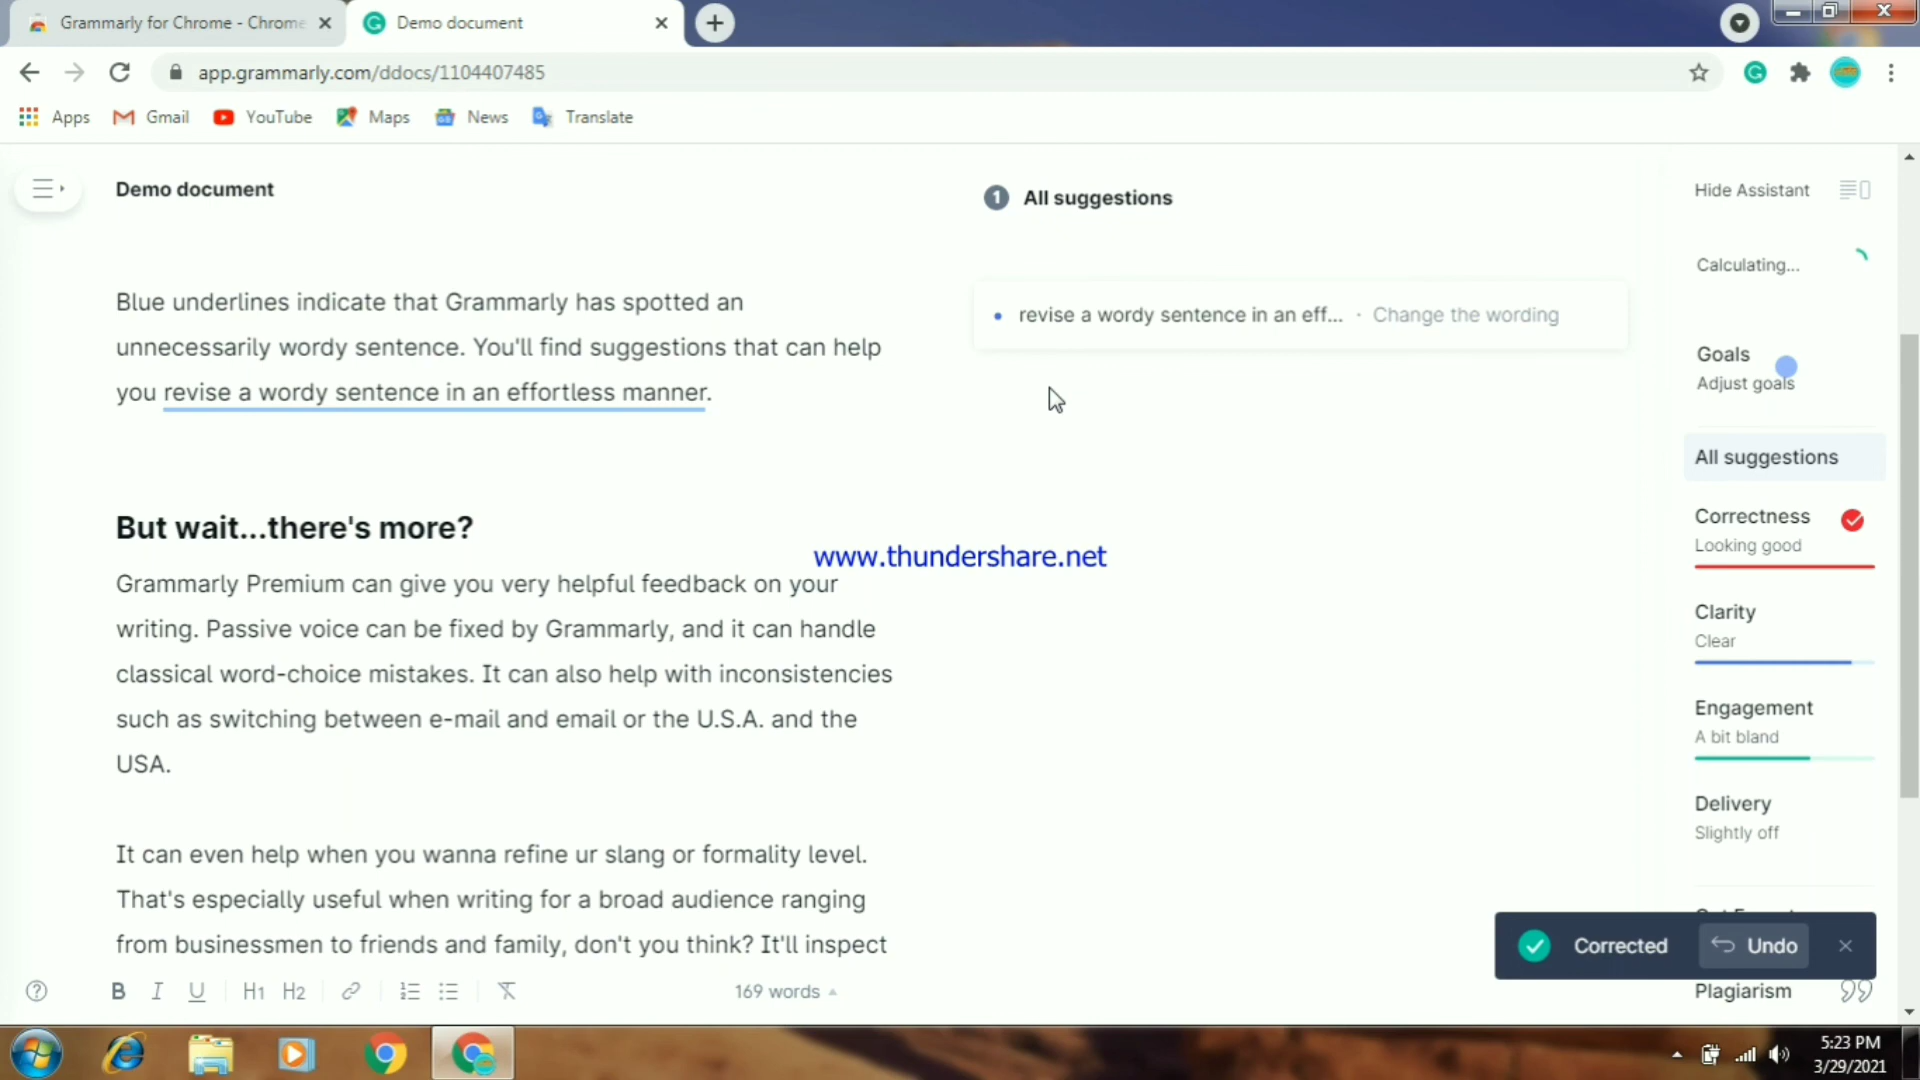 Grammarly for Chrome - Chrome
Demo document
app.grammarly.com/ddocs/1104407485
Apps
Gmail
YouTube
Maps
News
Translate
Demo document
1 All suggestions
Hide Assistant
Calculating...
Blue underlines indicate that Grammarly has spotted an
unnecessarily wordy sentence. You'll find suggestions that can help
you revise a wordy sentence in an effortless manner.
revise a wordy sentence in an eff... · Change the wording
Goals
Adjust goals
All suggestions
Correctness
Looking good
Clarity
Clear
Engagement
A bit bland
Delivery
Slightly off
But wait...there's more?
www.thundershare.net
Grammarly Premium can give you very helpful feedback on your
writing. Passive voice can be fixed by Grammarly, and it can handle
classical word-choice mistakes. It can also help with inconsistencies
such as switching between e-mail and email or the U.S.A. and the
USA.
It can even help when you wanna refine ur slang or formality level.
That's especially useful when writing for a broad audience ranging
from businessmen to friends and family, don't you think? It'll inspect
Corrected
Undo
Plagiarism
B I U H1 H2
169 words
5:23 PM
3/29/2021